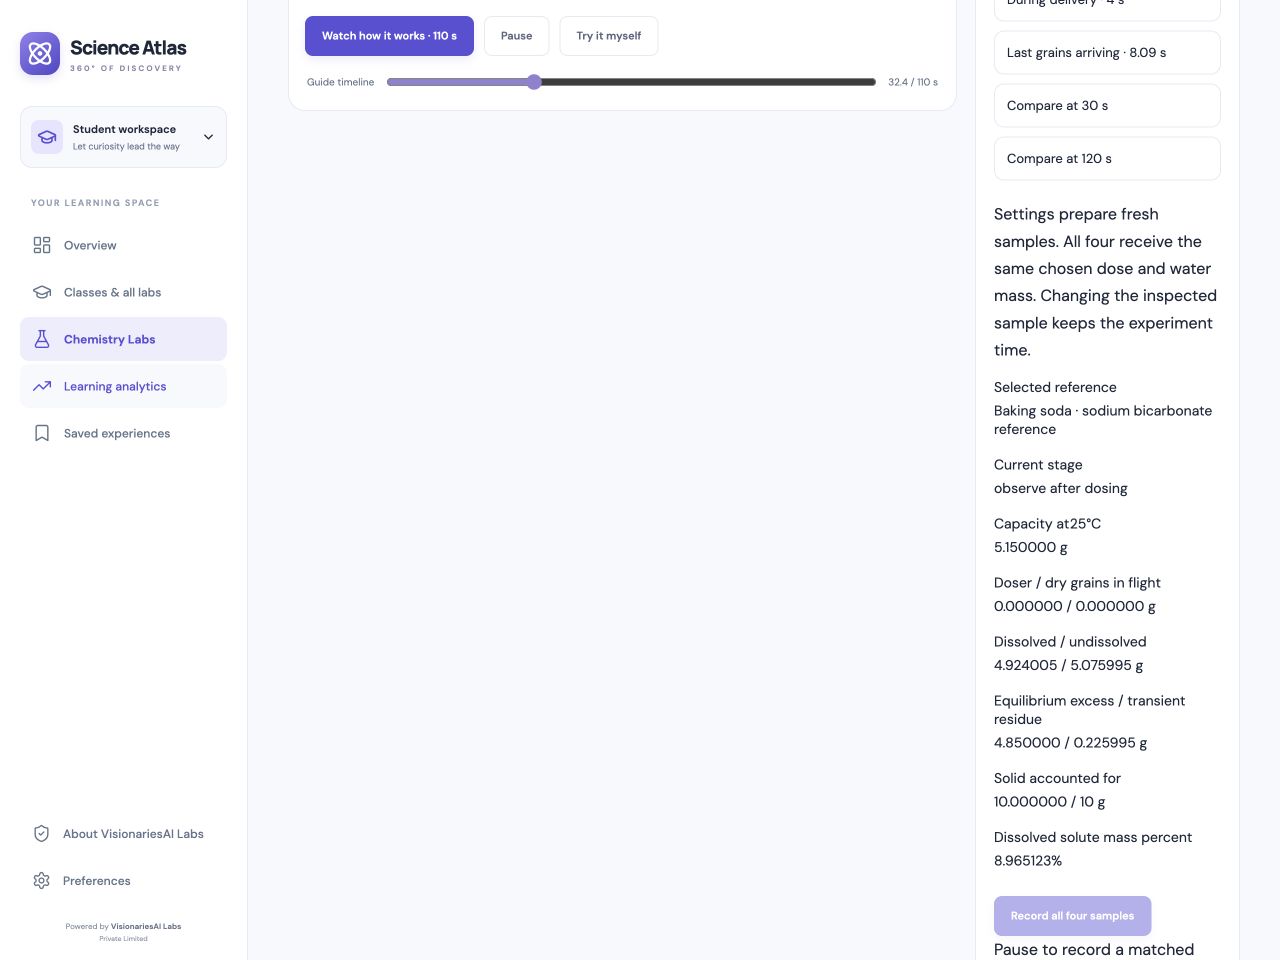 Science Atlas
360° OF DISCOVERY
Student workspace
Let curiosity lead the way
YOUR LEARNING SPACE
Overview
Classes & all labs
Chemistry Labs
Learning analytics
Saved experiences
About VisionariesAI Labs
Preferences
Powered by VisionariesAI Labs
Private Limited
Watch how it works · 110 s
Pause
Try it myself
Guide timeline
32.4 / 110 s
During delivery · 4 s
Last grains arriving · 8.09 s
Compare at 30 s
Compare at 120 s
Settings prepare fresh
samples. All four receive the
same chosen dose and water
mass. Changing the inspected
sample keeps the experiment
time.
Selected reference
Baking soda · sodium bicarbonate
reference
Current stage
observe after dosing
Capacity at25°C
5.150000 g
Doser / dry grains in flight
0.000000 / 0.000000 g
Dissolved / undissolved
4.924005 / 5.075995 g
Equilibrium excess / transient
residue
4.850000 / 0.225995 g
Solid accounted for
10.000000 / 10 g
Dissolved solute mass percent
8.965123%
Record all four samples
Pause to record a matched